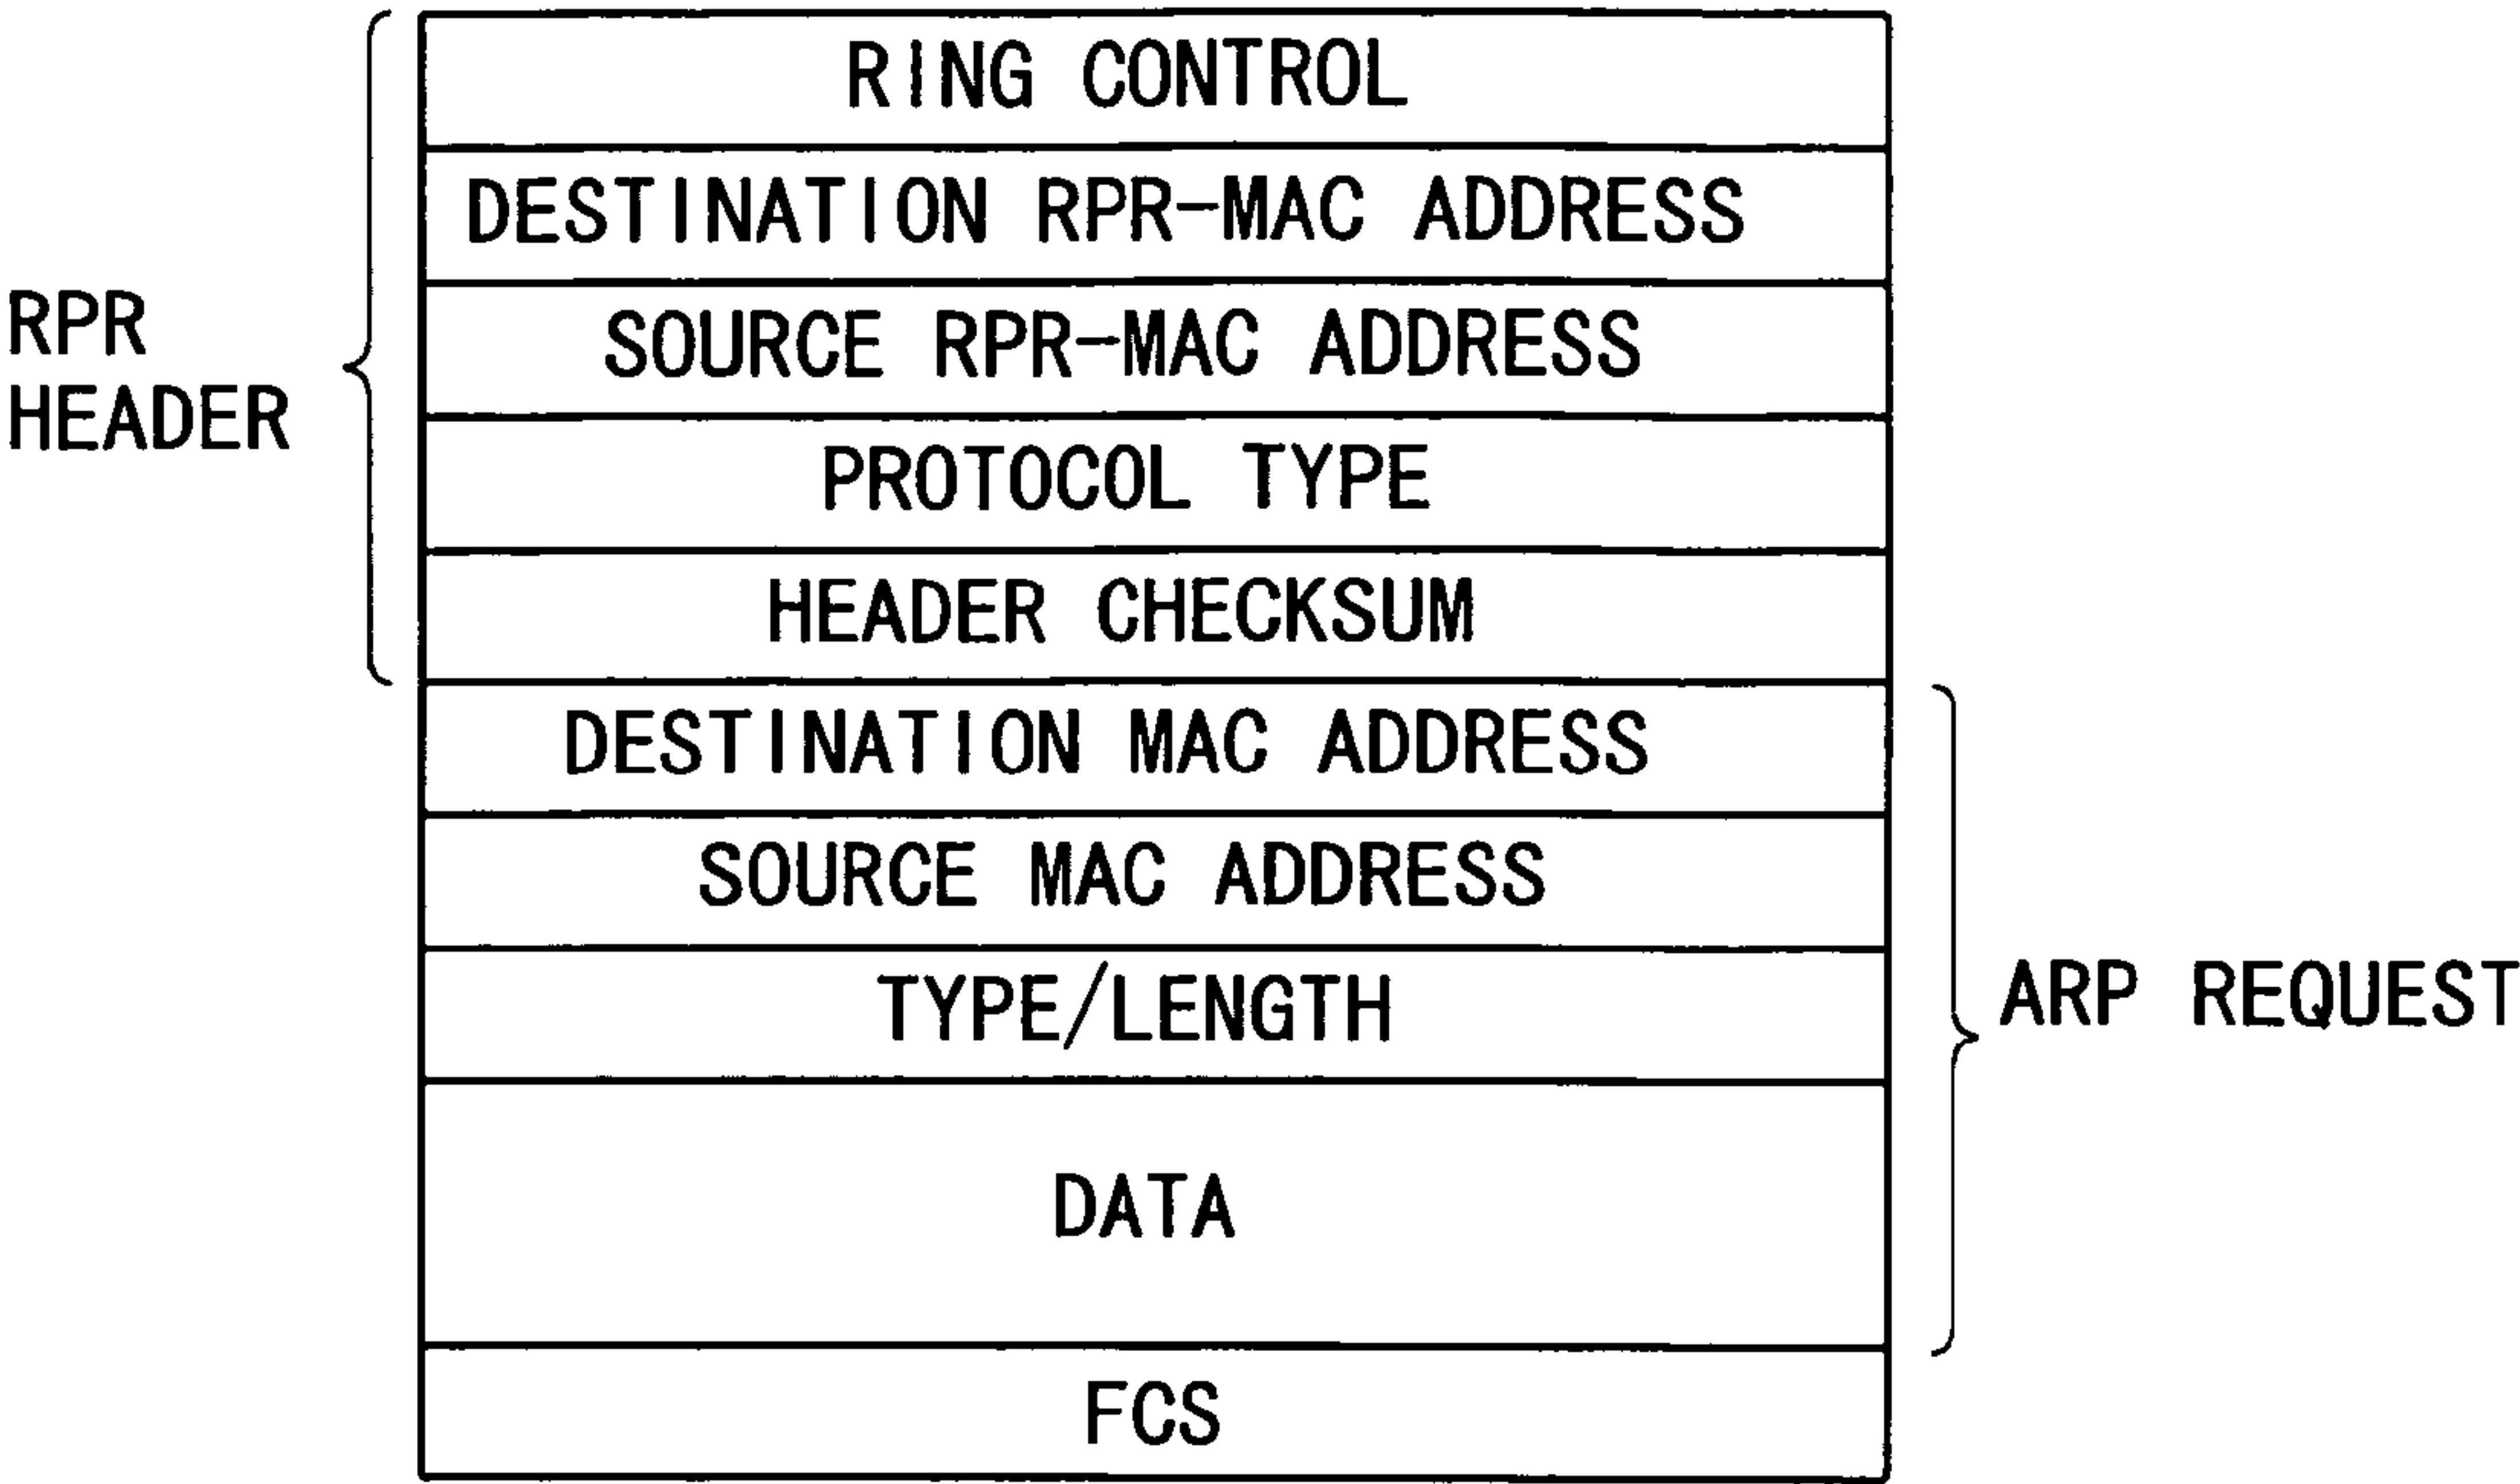 RING CONTROL
DESTINATION RPR-MAC ADDRESS
SOURCE RPR-MAC ADDRESS
RPR
HEADER
PROTOCOL TYPE
HEADER CHECKSUM
DESTINATION MAC ADDRESS
SOURCE MAC ADDRESS
TYPE/LENGTH
ARP REQUEST
DATA
FCS